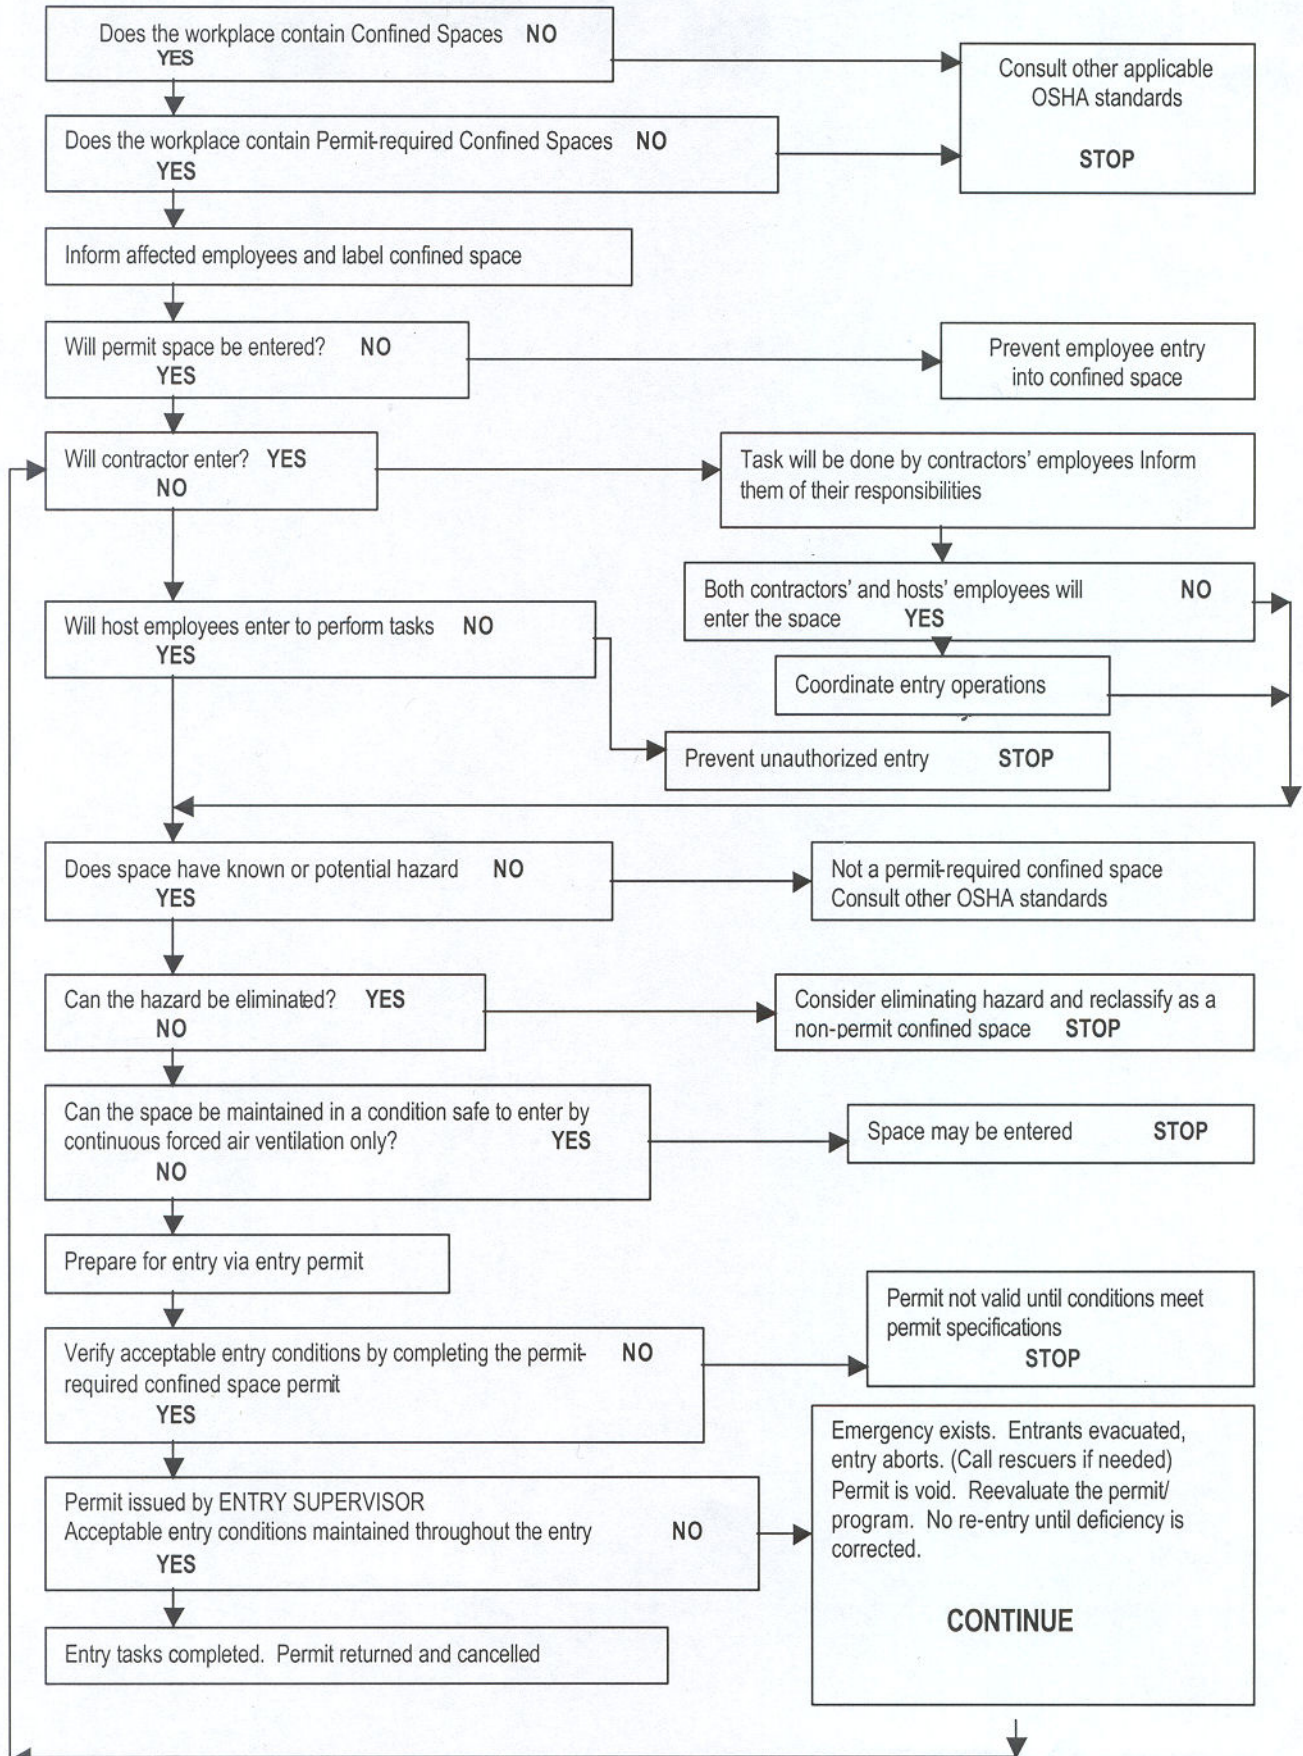 Does the workplace contain Confined Spaces NO
YES
Consult other applicable
OSHA standards
STOP
Does the workplace contain Permit-required Confined Spaces NO
YES
Inform affected employees and label confined space
Will permit space be entered? NO
YES
Prevent employee entry
into confined space
Will contractor enter? YES
NO
Task will be done by contractors' employees Inform
them of their responsibilities
Both contractors' and hosts' employees will NO
enter the space YES
Will host employees enter to perform tasks NO
YES
Coordinate entry operations
Prevent unauthorized entry STOP
Does space have known or potential hazard NO
YES
Not a permit-required confined space
Consult other OSHA standards
Can the hazard be eliminated? YES
NO
Consider eliminating hazard and reclassify as a
non-permit confined space STOP
Can the space be maintained in a condition safe to enter by
continuous forced air ventilation only? YES
NO
Space may be entered STOP
Prepare for entry via entry permit
Verify acceptable entry conditions by completing the permit- NO
required confined space permit
YES
Permit not valid until conditions meet
permit specifications
STOP
Permit issued by ENTRY SUPERVISOR
Acceptable entry conditions maintained throughout the entry NO
YES
Emergency exists. Entrants evacuated,
entry aborts. (Call rescuers if needed)
Permit is void. Reevaluate the permit/
program. No re-entry until deficiency is
corrected.
CONTINUE
Entry tasks completed. Permit returned and cancelled